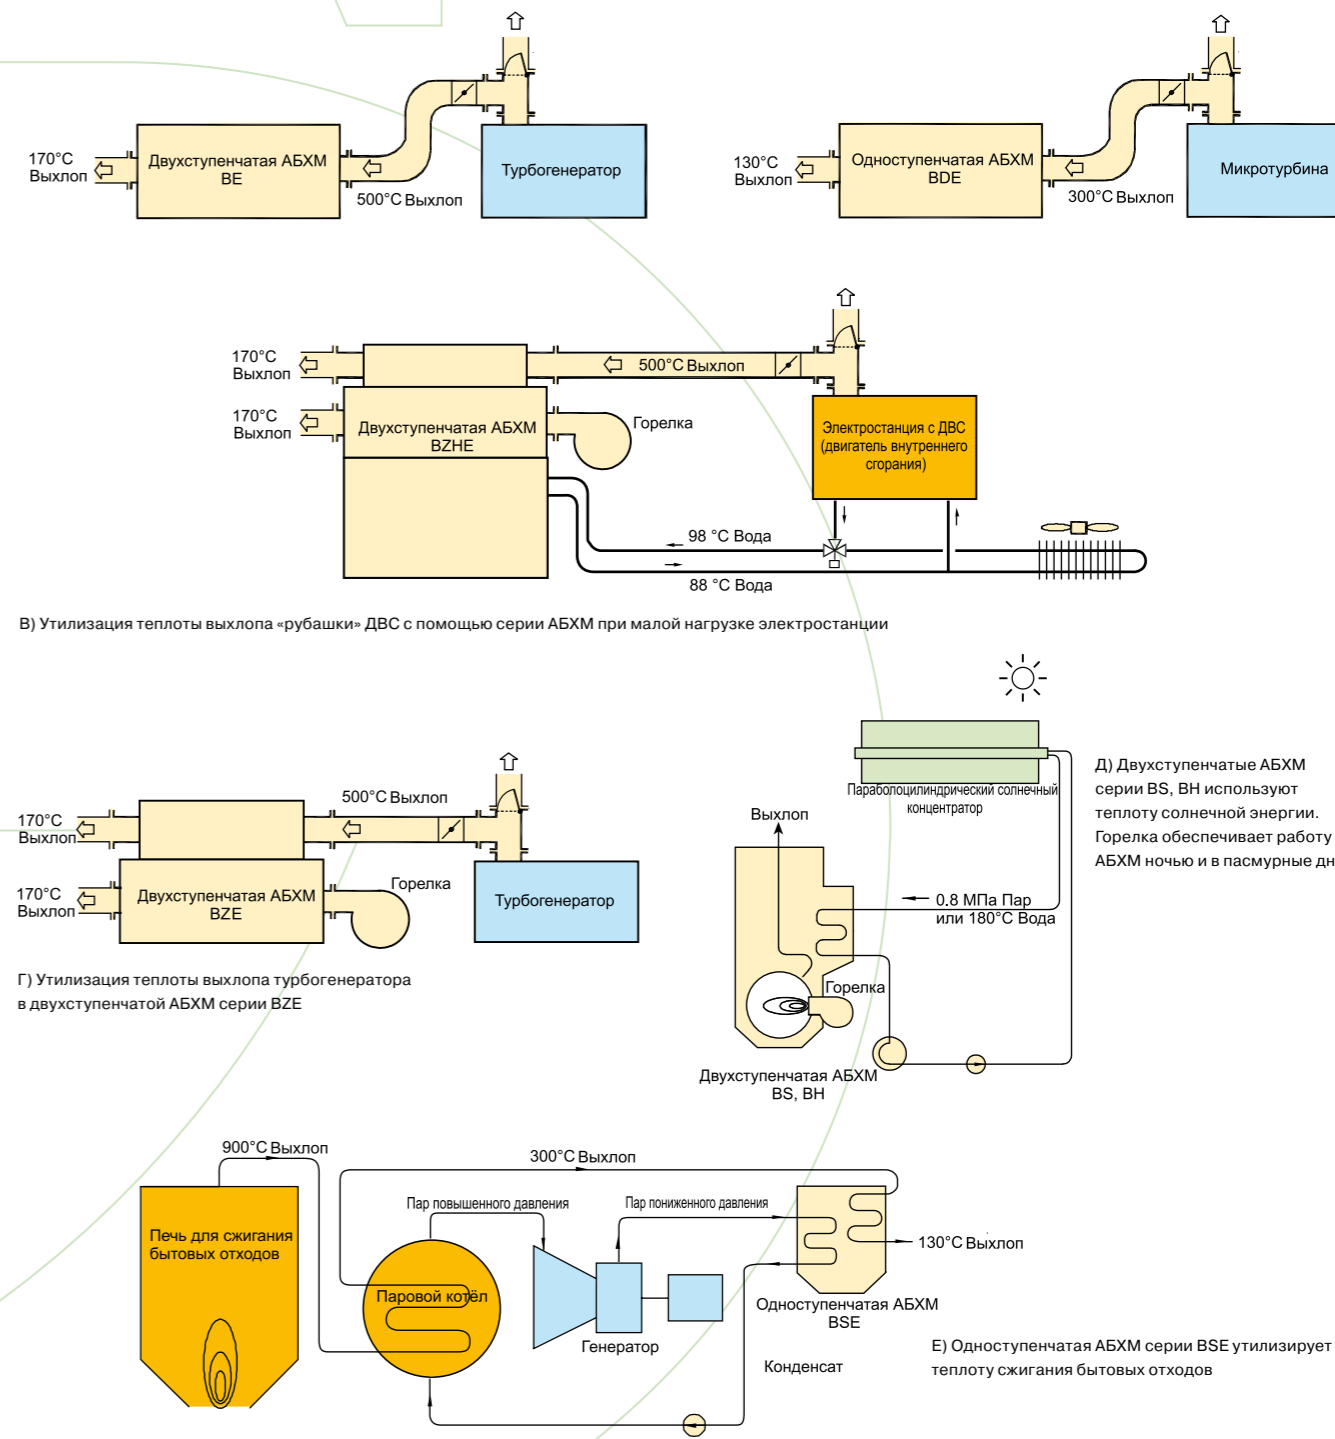 170°C
Выхлоп
Двухступенчатая АБХМ
BE
500°C Выхлоп
Турбогенератор
130°C
Выхлоп
Одноступенчатая АБХМ
BDE
300°C Выхлоп
Микротурбина
170°C
Выхлоп
500°C Выхлоп
170°C
Выхлоп
Двухступенчатая АБХМ
BZHE
Горелка
Электростанция с ДВС
(двигатель внутреннего
сгорания)
98 °C Вода
88 °C Вода
В) Утилизация теплоты выхлопа «рубашки» ДВС с помощью серии АБХМ при малой нагрузке электростанции
170°C
Выхлоп
500°C Выхлоп
170°C
Выхлоп
Двухступенчатая АБХМ
BZE
Горелка
Турбогенератор
Г) Утилизация теплоты выхлопа турбогенератора
в двухступенчатой АБХМ серии BZE
Параболоцилиндрический солнечный
концентратор
Выхлоп
0.8 МПа Пар
или 180°C Вода
Горелка
Двухступенчатая АБХМ
BS, BH
Д) Двухступенчатые АБХМ
серии BS, BH используют
теплоту солнечной энергии.
Горелка обеспечивает работу
АБХМ ночью и в пасмурные дн
900°C Выхлоп
300°C Выхлоп
Печь для сжигания
бытовых отходов
Пар повышенного давления
Пар пониженного давления
Паровой котёл
Генератор
130°C Выхлоп
Одноступенчатая АБХМ
BSE
Конденсат
Е) Одноступенчатая АБХМ серии BSE утилизирует
теплоту сжигания бытовых отходов